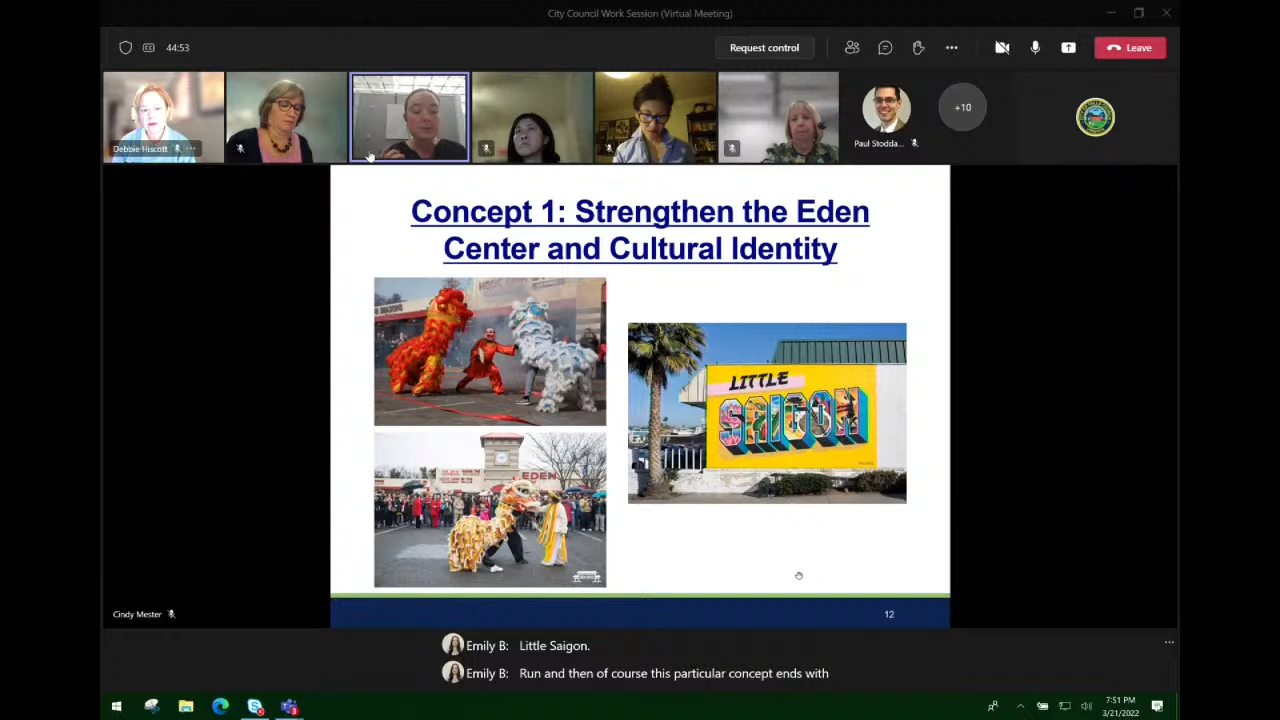 City Council Work Session (Virtual Meeting)
CC
44:53
Request control
Leave
Debbie Hiscott
+10
Paul Stodda...
Concept 1: Strengthen the Eden
Center and Cultural Identity
LITTLE
SAIGON
EDEN
12
Cindy Mester
Emily B: Little Saigon.
Emily B: Run and then of course this particular concept ends with
7:51 PM
3/21/2022